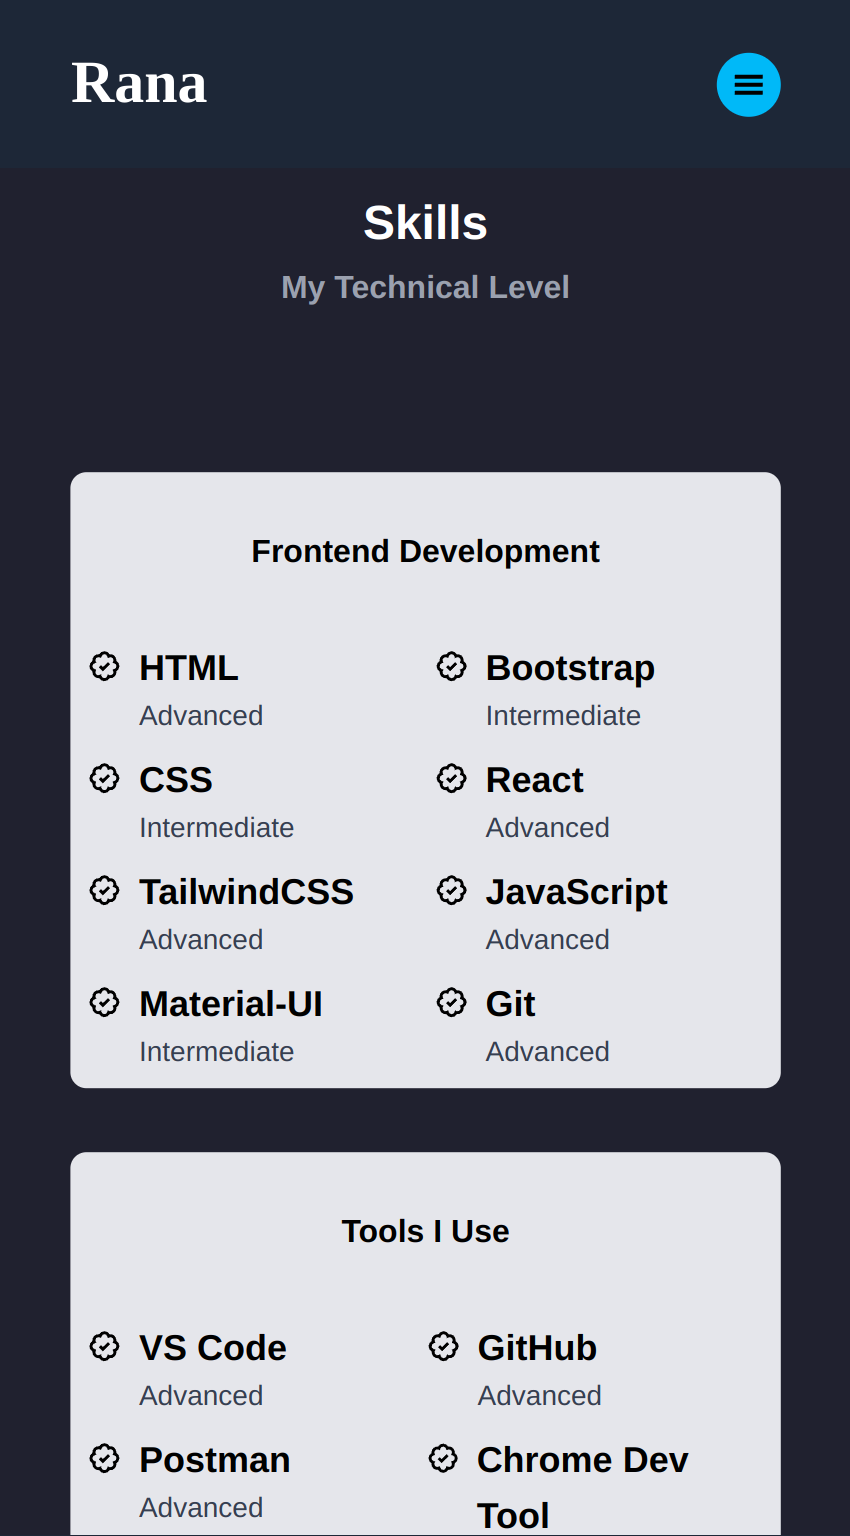 Rana
Skills
My Technical Level
Frontend Development
HTML
Advanced
Bootstrap
Intermediate
CSS
Intermediate
React
Advanced
TailwindCSS
Advanced
JavaScript
Advanced
Material-UI
Intermediate
Git
Advanced
Tools I Use
VS Code
Advanced
GitHub
Advanced
Postman
Advanced
Chrome Dev
Tool